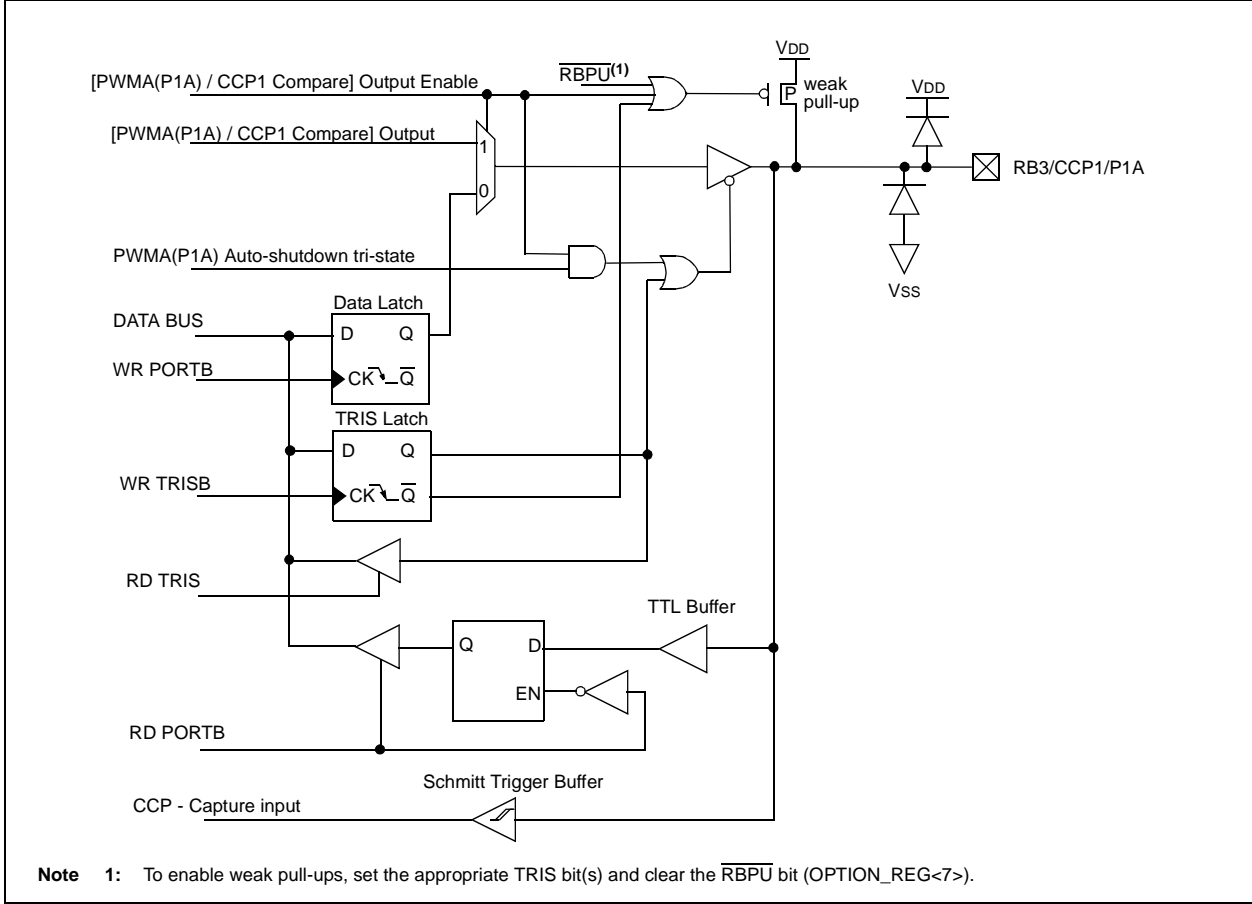 VDD
[PWMA(P1A) / CCP1 Compare] Output Enable
RBPU(1)
P
weak
pull-up
VDD
[PWMA(P1A) / CCP1 Compare] Output
1
0
RB3/CCP1/P1A
PWMA(P1A) Auto-shutdown tri-state
VSS
Data Latch
DATA BUS
D Q
WR PORTB
CK Q
TRIS Latch
D Q
WR TRISB
CK Q
RD TRIS
TTL Buffer
Q D
EN
RD PORTB
Schmitt Trigger Buffer
CCP - Capture input
Note 1: To enable weak pull-ups, set the appropriate TRIS bit(s) and clear the RBPU bit (OPTION_REG<7>).